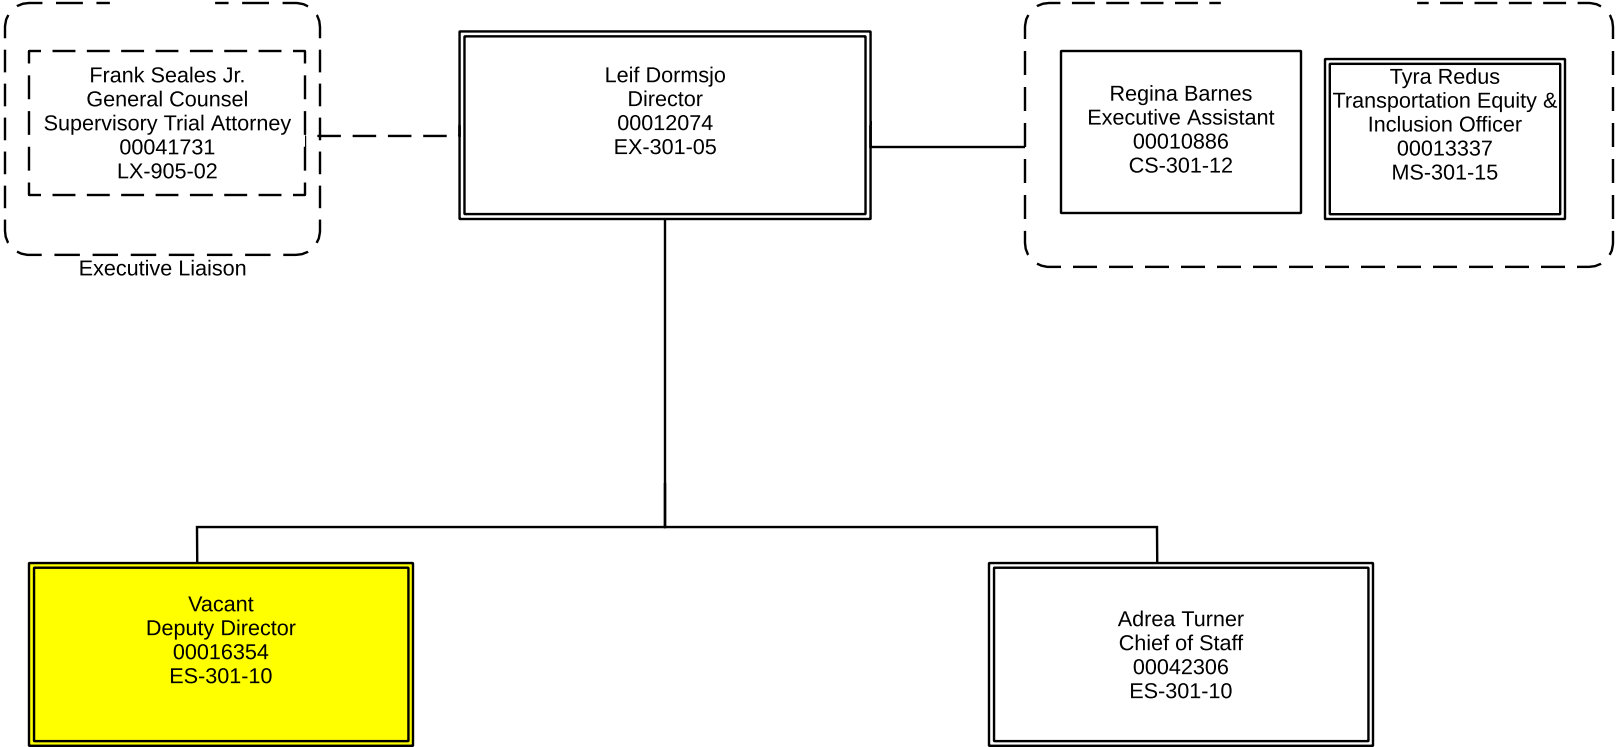 Frank Seales Jr.
General Counsel
Supervisory Trial Attorney
00041731
LX-905-02
Executive Liaison
Leif Dormsjo
Director
00012074
EX-301-05
Regina Barnes
Executive Assistant
00010886
CS-301-12
Tyra Redus
Transportation Equity &
Inclusion Officer
00013337
MS-301-15
Vacant
Deputy Director
00016354
ES-301-10
Adrea Turner
Chief of Staff
00042306
ES-301-10